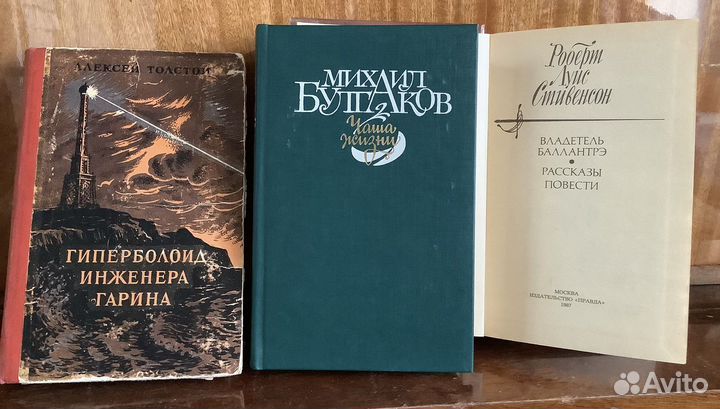 АЛЕКСЕЙ ТОЛСТОЙ
ГИПЕРБОЛОИД
ИНЖЕНЕРА
ГАРИНА
МИХАИЛ
БУЛГАКОВ
Чаша
жизни
Роберт
Луис
Стивенсон
ВЛАДЕТЕЛЬ
БАЛЛАНТРЭ
•
РАССКАЗЫ
ПОВЕСТИ
МОСКВА
ИЗДАТЕЛЬСТВО «ПРАВДА»
1987
Avito